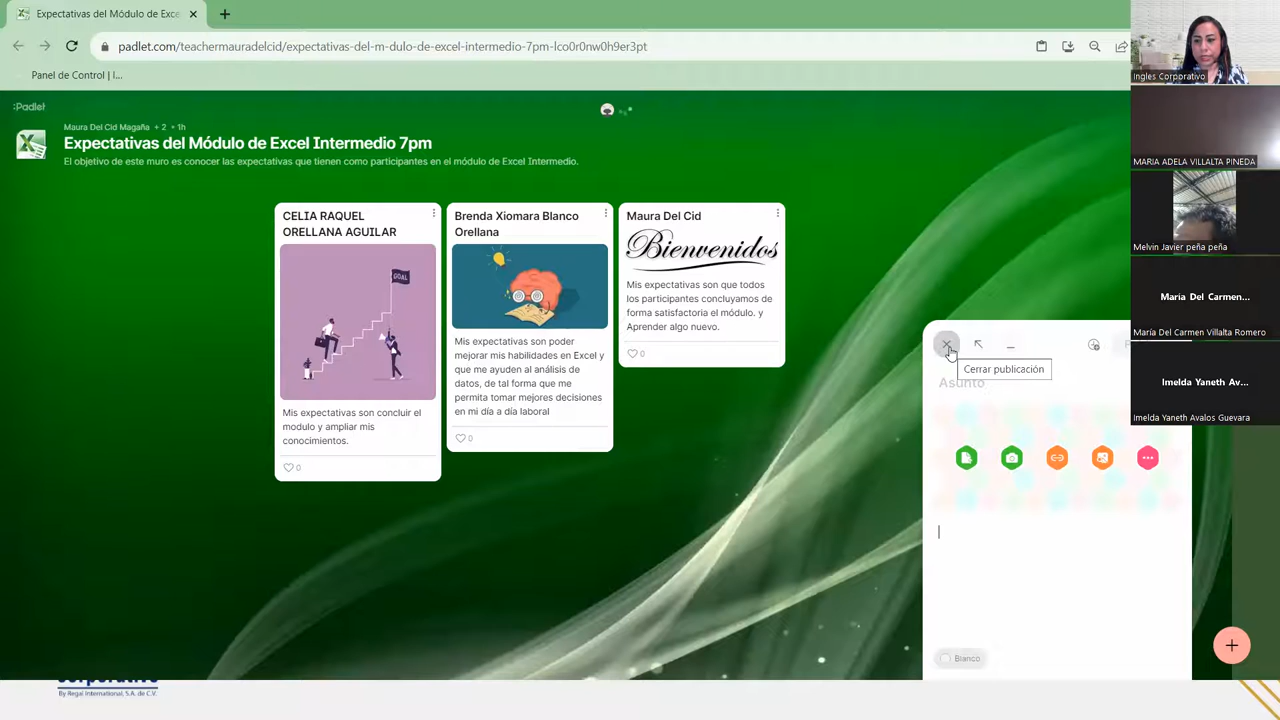 Expectativas del Módulo de Exce
padlet.com/teachermauradelcid/expectativas-del-m-dulo-de-excel-intermedio-7pm-lco0r0nw0h9er3pt
Panel de Control | I...
:Padlet
Maura Del Cid Magaña + 2 • 1h
Expectativas del Módulo de Excel Intermedio 7pm
El objetivo de este muro es conocer las expectativas que tienen como participantes en el módulo de Excel Intermedio.
CELIA RAQUEL
ORELLANA AGUILAR
GOAL
Mis expectativas son concluir el
modulo y ampliar mis
conocimientos.
0
Brenda Xiomara Blanco
Orellana
Mis expectativas son poder
mejorar mis habilidades en Excel y
que me ayuden al análisis de
datos, de tal forma que me
permita tomar mejores decisiones
en mi día a día laboral
0
Maura Del Cid
Bienvenidos
Mis expectativas son que todos
los participantes concluyamos de
forma satisfactoria el módulo. y
Aprender algo nuevo.
0
Cerrar publicación
Asunto
Blanco
Ingles Corporativo
MARIA ADELA VILLALTA PINEDA
Melvin Javier peña peña
Maria Del Carmen...
María Del Carmen Villalta Romero
Imelda Yaneth Av...
Imelda Yaneth Avalos Guevara
By Regal International, S.A. de C.V.